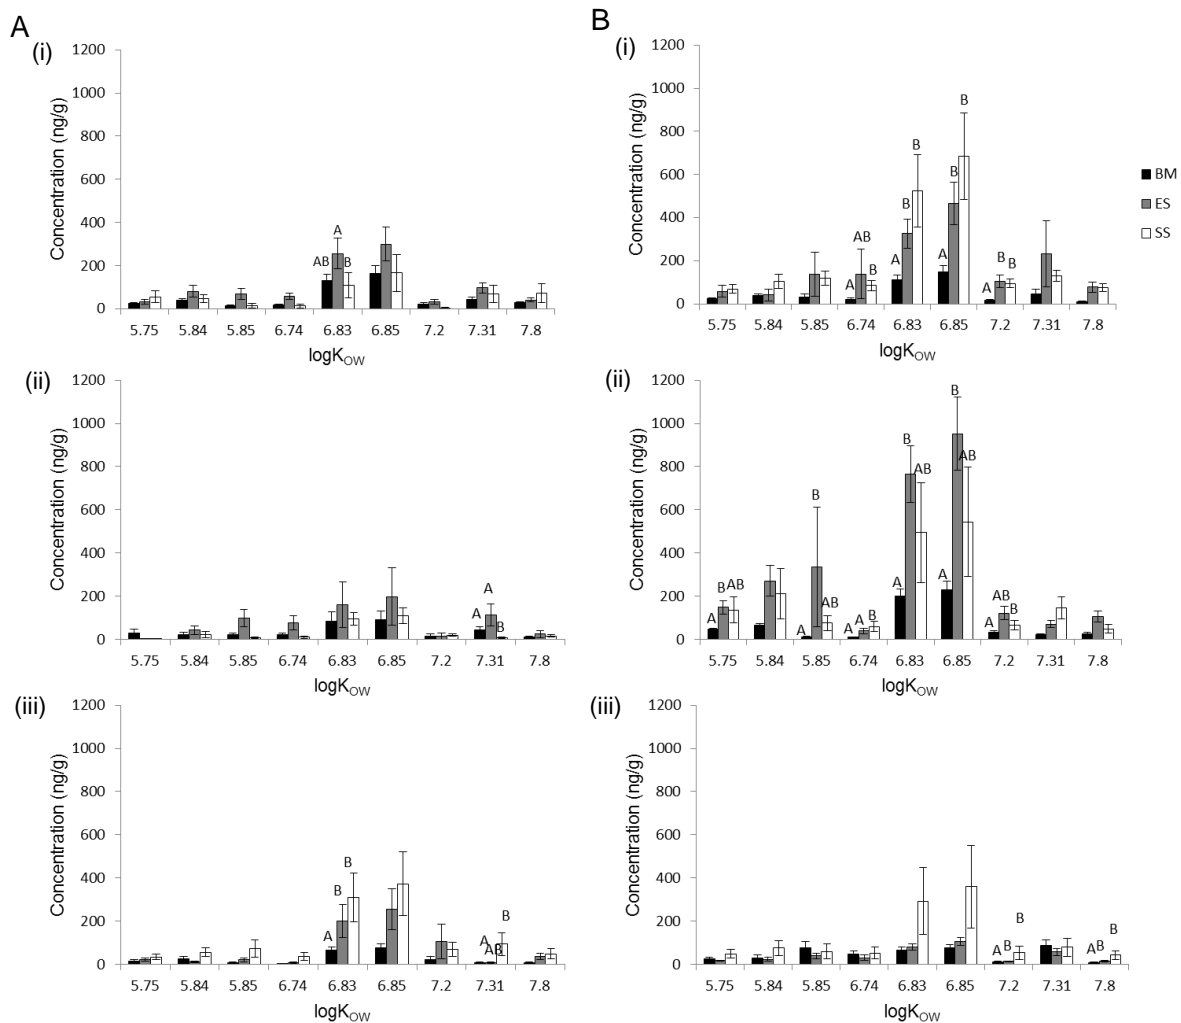 A
(i)
1200
1000
800
600
400
200
0
Concentration (ng/g)
AB A B
5.75 5.84 5.85 6.74 6.83 6.85 7.2 7.31 7.8
logKOW
B
(i)
1200
1000
800
600
400
200
0
Concentration (ng/g)
A AB B A B B A B B A B B
5.75 5.84 5.85 6.74 6.83 6.85 7.2 7.31 7.8
logKOW
BM
ES
SS
(ii)
1200
1000
800
600
400
200
0
Concentration (ng/g)
A A B
5.75 5.84 5.85 6.74 6.83 6.85 7.2 7.31 7.8
logKOW
(ii)
1200
1000
800
600
400
200
0
Concentration (ng/g)
A B AB A B AB A A B A B AB A B AB A AB B
5.75 5.84 5.85 6.74 6.83 6.85 7.2 7.31 7.8
logKOW
(iii)
1200
1000
800
600
400
200
0
Concentration (ng/g)
A B B A AB B
5.75 5.84 5.85 6.74 6.83 6.85 7.2 7.31 7.8
logKOW
(iii)
1200
1000
800
600
400
200
0
Concentration (ng/g)
AB B AB B
5.75 5.84 5.85 6.74 6.83 6.85 7.2 7.31 7.8
logKOW